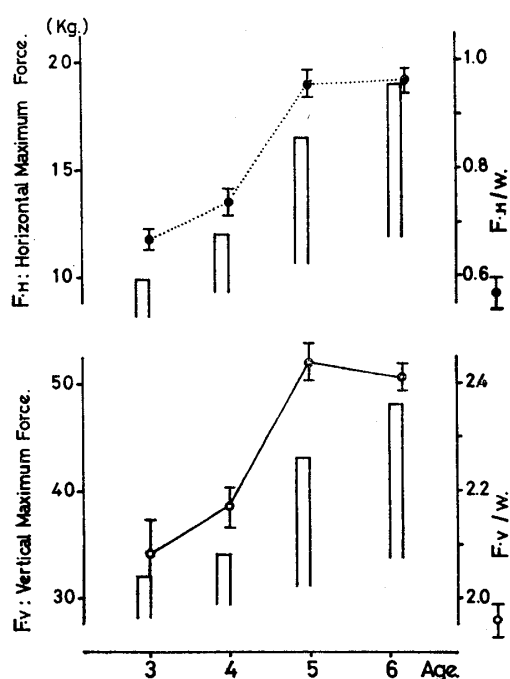 (Kg.)
F·H : Horizontal Maximum Force.
20
15
10
1.0
0.8
0.6
F·H/W.
F·V : Vertical Maximum Force.
50
40
30
2.4
2.2
2.0
F·V/W.
3 4 5 6 Age.